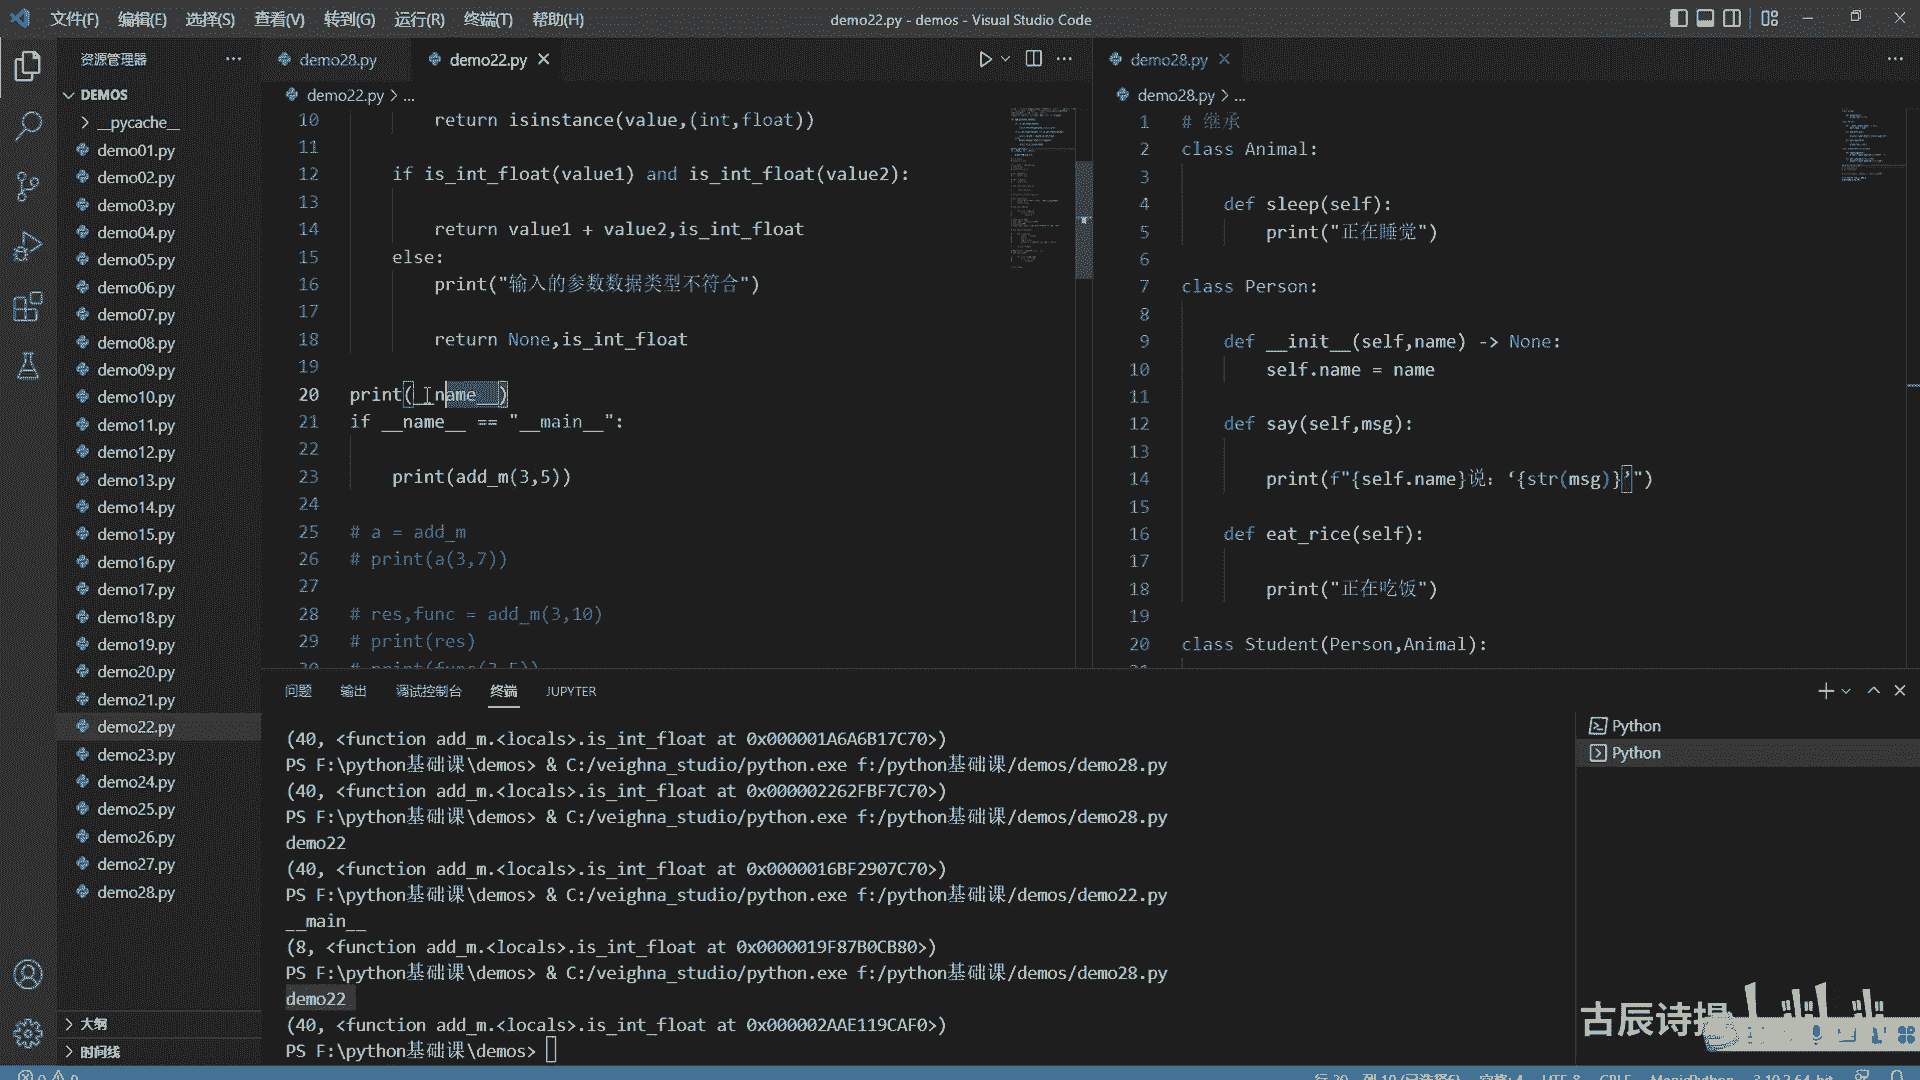 文件(F) 编辑(E) 选择(S) 查看(V) 转到(G) 运行(R) 终端(T) 帮助(H)
demo22.py - demos - Visual Studio Code
资源管理器
DEMOS
__pycache__
demo01.py
demo02.py
demo03.py
demo04.py
demo05.py
demo06.py
demo07.py
demo08.py
demo09.py
demo10.py
demo11.py
demo12.py
demo13.py
demo14.py
demo15.py
demo16.py
demo17.py
demo18.py
demo19.py
demo20.py
demo21.py
demo22.py
demo23.py
demo24.py
demo25.py
demo26.py
demo27.py
demo28.py
大纲
时间线
demo28.py demo22.py
demo22.py > ...
10 return isinstance(value,(int,float))
11
12 if is_int_float(value1) and is_int_float(value2):
13
14 return value1 + value2,is_int_float
15 else:
16 print("输入的参数数据类型不符合")
17
18 return None,is_int_float
19
20 print(__name__)
21 if __name__ == "__main__":
22
23 print(add_m(3,5))
24
25 # a = add_m
26 # print(a(3,7))
27
28 # res,func = add_m(3,10)
29 # print(res)
30 # print(func(3.5))
demo28.py
demo28.py > ...
1 # 继承
2 class Animal:
3
4 def sleep(self):
5 print("正在睡觉")
6
7 class Person:
8
9 def __init__(self,name) -> None:
10 self.name = name
11
12 def say(self,msg):
13
14 print(f"{self.name}说：‘{str(msg)}’")
15
16 def eat_rice(self):
17
18 print("正在吃饭")
19
20 class Student(Person,Animal):
问题 输出 调试控制台 终端 JUPYTER
(40, <function add_m.<locals>.is_int_float at 0x000001A6A6B17C70>)
PS F:\python基础课\demos> & C:/veighna_studio/python.exe f:/python基础课/demos/demo28.py
(40, <function add_m.<locals>.is_int_float at 0x000002262FBF7C70>)
PS F:\python基础课\demos> & C:/veighna_studio/python.exe f:/python基础课/demos/demo28.py
demo22
(40, <function add_m.<locals>.is_int_float at 0x0000016BF2907C70>)
PS F:\python基础课\demos> & C:/veighna_studio/python.exe f:/python基础课/demos/demo22.py
__main__
(8, <function add_m.<locals>.is_int_float at 0x0000019F87B0CB80>)
PS F:\python基础课\demos> & C:/veighna_studio/python.exe f:/python基础课/demos/demo28.py
demo22
(40, <function add_m.<locals>.is_int_float at 0x000002AAE119CAF0>)
PS F:\python基础课\demos>
Python
Python
古辰诗提